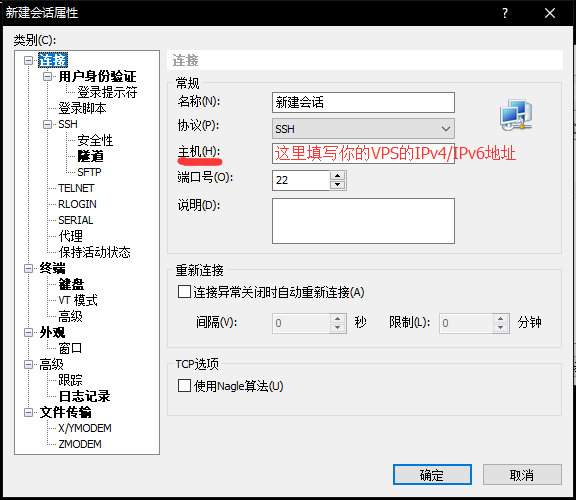 新建会话属性
类别(C):
连接
用户身份验证
登录提示符
登录脚本
SSH
安全性
隧道
SFTP
TELNET
RLOGIN
SERIAL
代理
保持活动状态
终端
键盘
VT 模式
高级
外观
窗口
高级
跟踪
日志记录
文件传输
X/YMODEM
ZMODEM
连接
常规
名称(N): 新建会话
协议(P): SSH
主机(H): 这里填写你的VPS的IPv4/IPv6地址
端口号(O): 22
说明(D):
重新连接
连接异常关闭时自动重新连接(A)
间隔(V): 0 秒 限制(L): 0 分钟
TCP选项
使用Nagle算法(U)
确定 取消